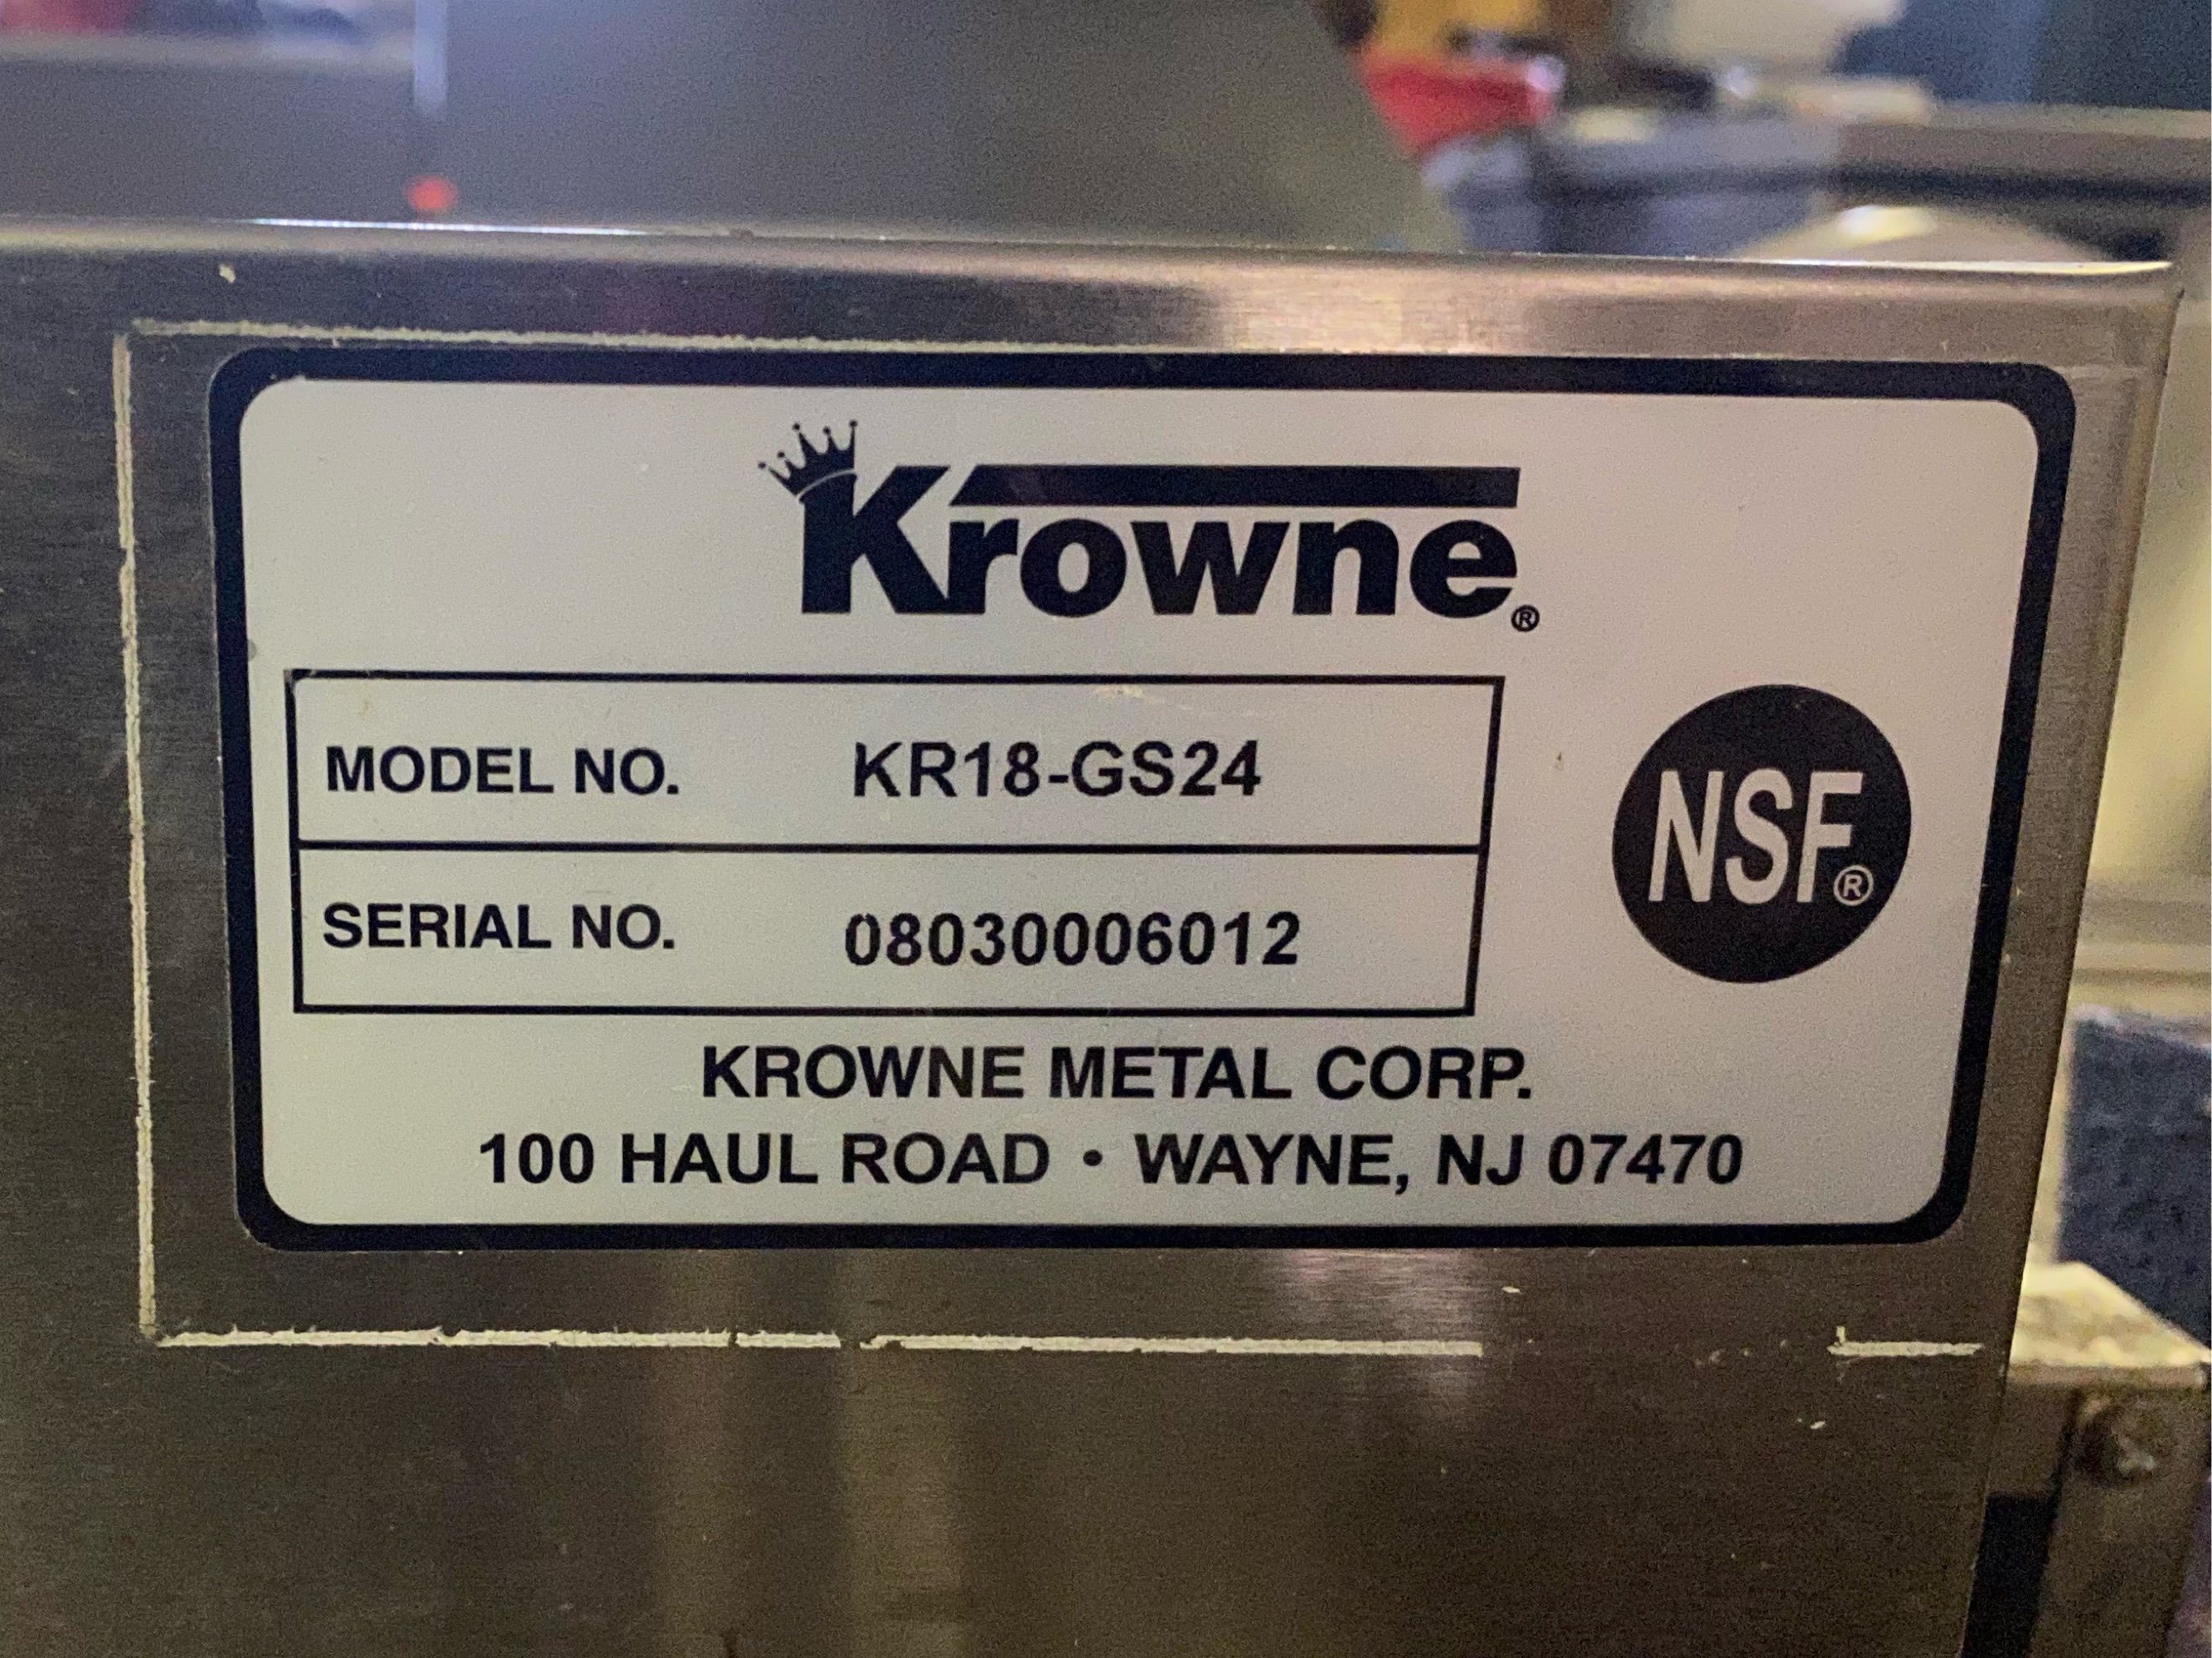 Krowne®
MODEL NO. KR18-GS24
SERIAL NO. 08030006012
NSF®
KROWNE METAL CORP.
100 HAUL ROAD • WAYNE, NJ 07470